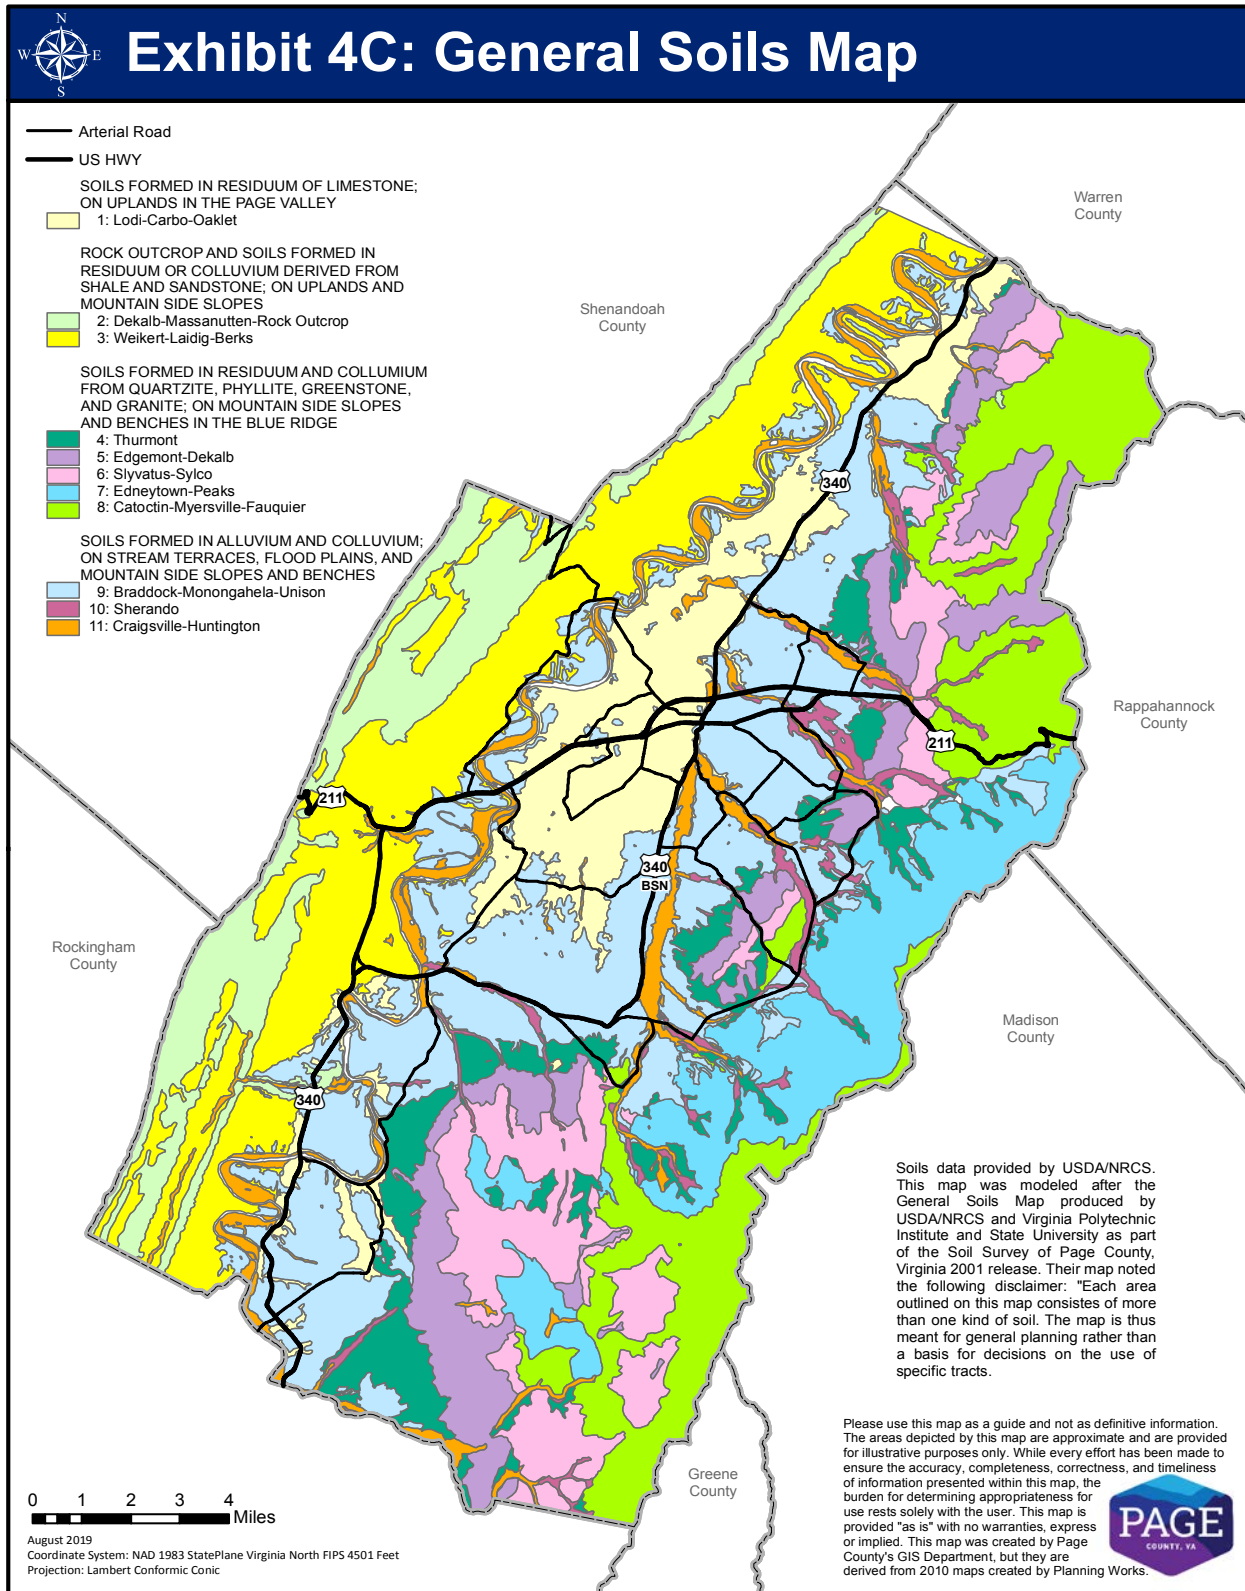 N
W E
S
Exhibit 4C: General Soils Map
Arterial Road
US HWY
SOILS FORMED IN RESIDUUM OF LIMESTONE;
ON UPLANDS IN THE PAGE VALLEY
1: Lodi-Carbo-Oaklet
ROCK OUTCROP AND SOILS FORMED IN
RESIDUUM OR COLLUVIUM DERIVED FROM
SHALE AND SANDSTONE; ON UPLANDS AND
MOUNTAIN SIDE SLOPES
2: Dekalb-Massanutten-Rock Outcrop
3: Weikert-Laidig-Berks
SOILS FORMED IN RESIDUUM AND COLLUMIUM
FROM QUARTZITE, PHYLLITE, GREENSTONE,
AND GRANITE; ON MOUNTAIN SIDE SLOPES
AND BENCHES IN THE BLUE RIDGE
4: Thurmont
5: Edgemont-Dekalb
6: Slyvatus-Sylco
7: Edneytown-Peaks
8: Catoctin-Myersville-Fauquier
SOILS FORMED IN ALLUVIUM AND COLLUVIUM;
ON STREAM TERRACES, FLOOD PLAINS, AND
MOUNTAIN SIDE SLOPES AND BENCHES
9: Braddock-Monongahela-Unison
10: Sherando
11: Craigsville-Huntington
Warren
County
Shenandoah
County
340
Rappahannock
County
211
211
340
BSN
Rockingham
County
Madison
County
340
Greene
County
Soils data provided by USDA/NRCS.
This map was modeled after the
General Soils Map produced by
USDA/NRCS and Virginia Polytechnic
Institute and State University as part
of the Soil Survey of Page County,
Virginia 2001 release. Their map noted
the following disclaimer: "Each area
outlined on this map consistes of more
than one kind of soil. The map is thus
meant for general planning rather than
a basis for decisions on the use of
specific tracts.
Please use this map as a guide and not as definitive information.
The areas depicted by this map are approximate and are provided
for illustrative purposes only. While every effort has been made to
ensure the accuracy, completeness, correctness, and timeliness
of information presented within this map, the
burden for determining appropriateness for
use rests solely with the user. This map is
provided "as is" with no warranties, express
or implied. This map was created by Page
County's GIS Department, but they are
derived from 2010 maps created by Planning Works.
PAGE
COUNTY, VA
0 1 2 3 4
Miles
August 2019
Coordinate System: NAD 1983 StatePlane Virginia North FIPS 4501 Feet
Projection: Lambert Conformic Conic